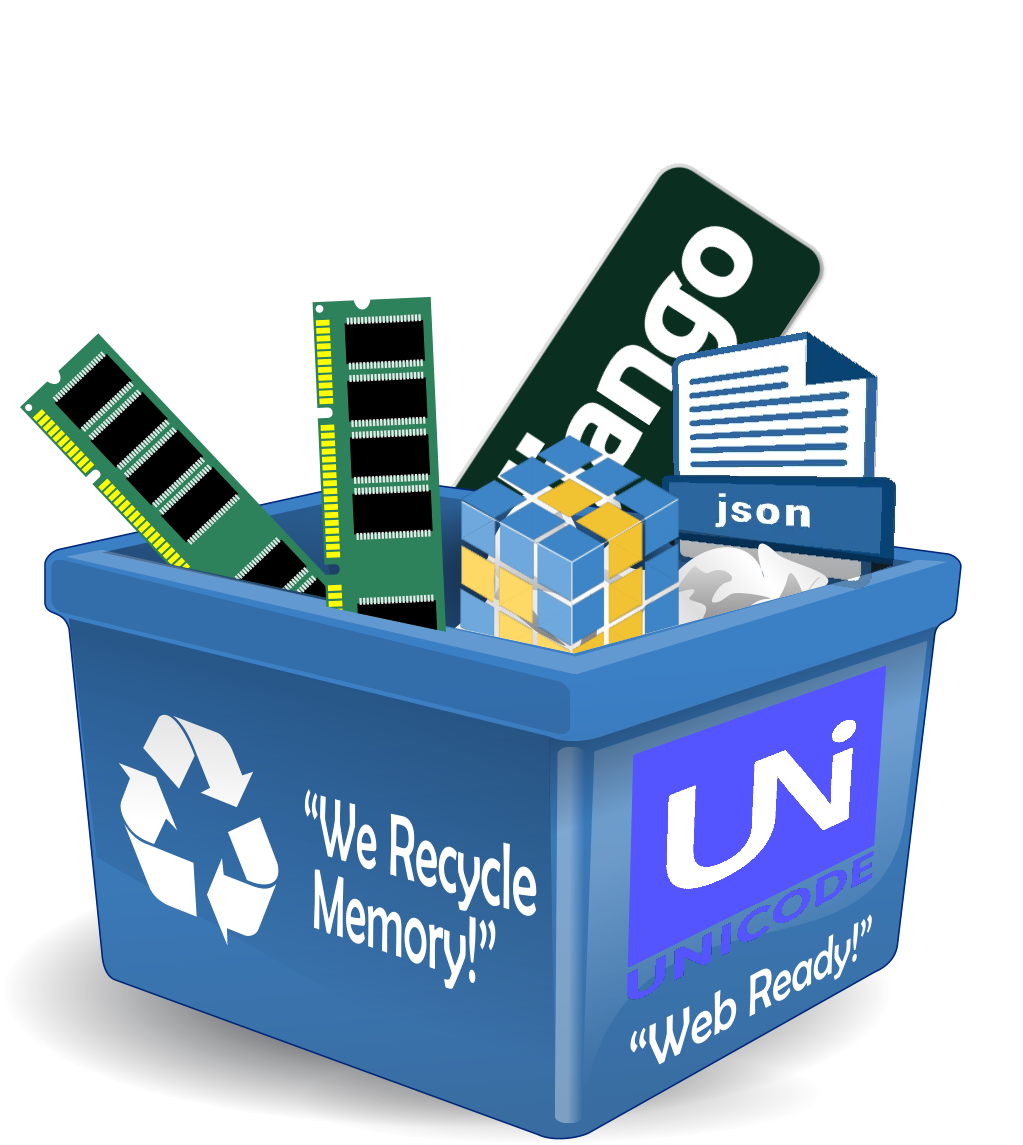 jango
json
“We Recycle
Memory!”
UNi
UNICODE
“Web Ready!”